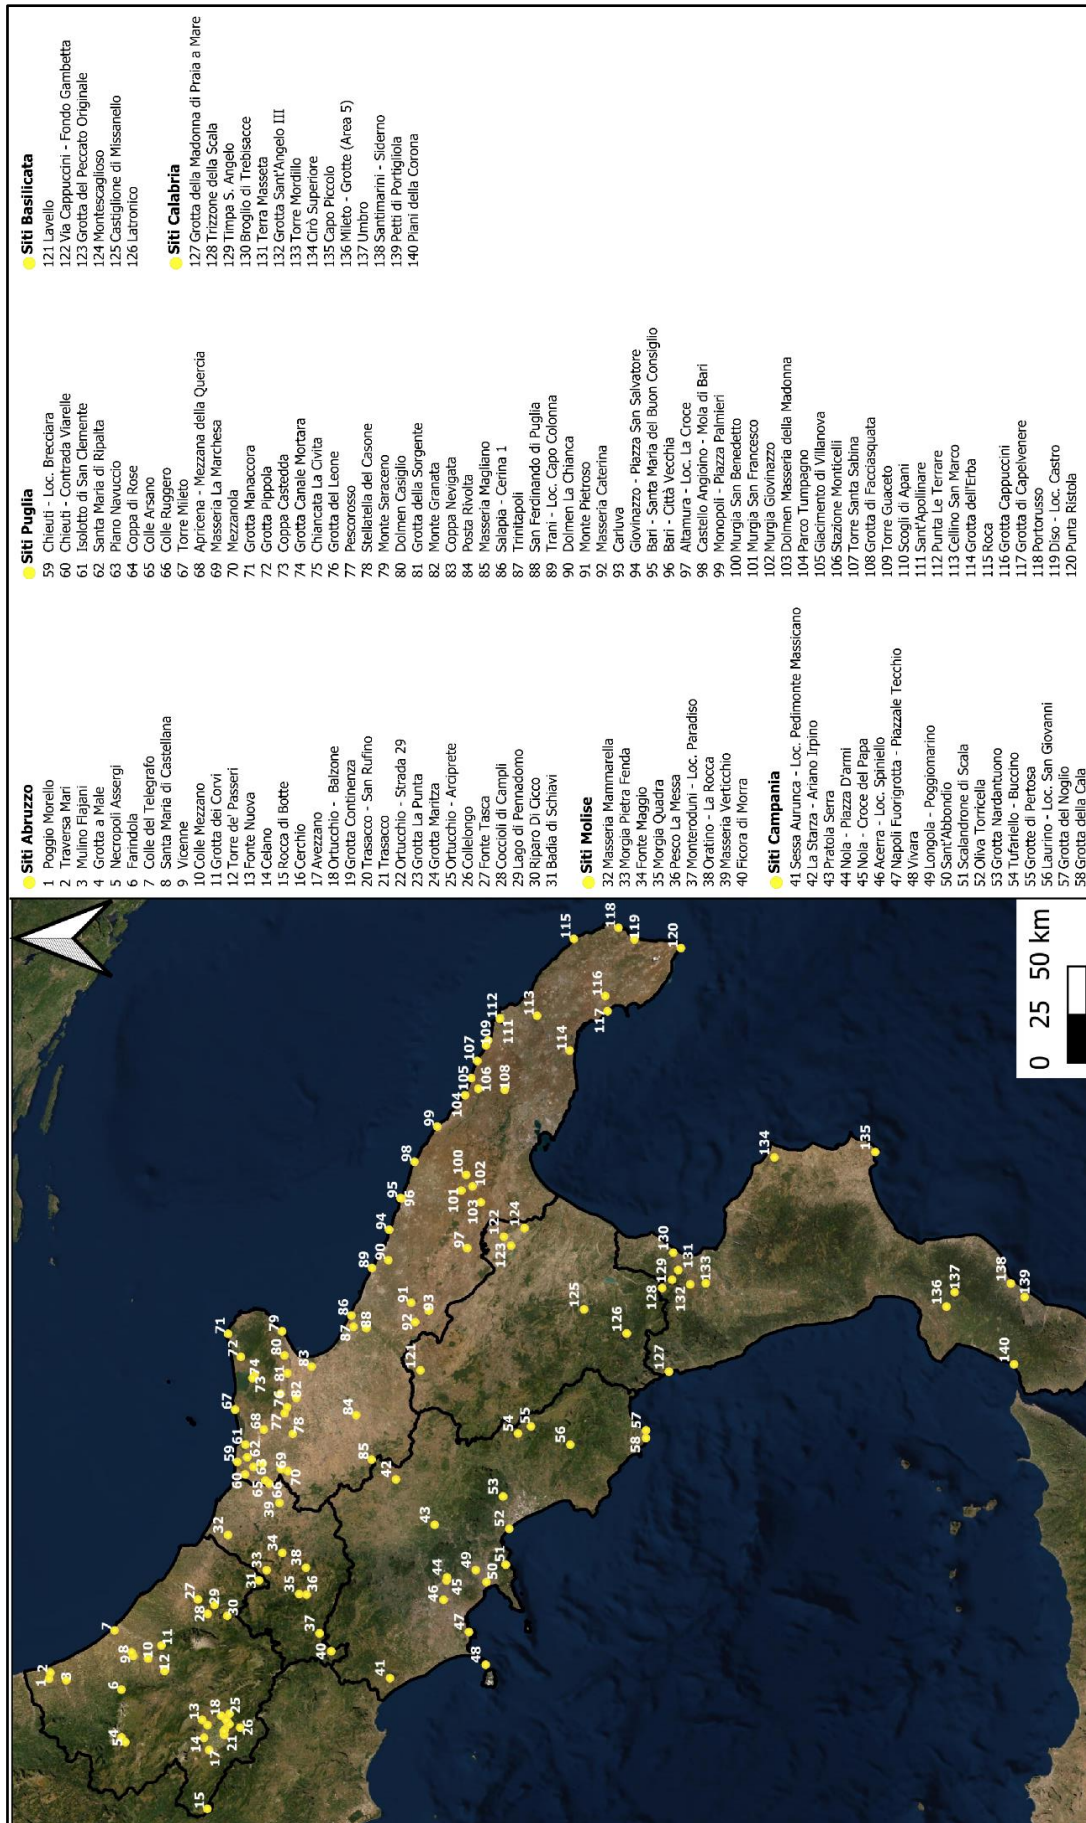 Siti Abruzzo
1 Poggio Morello
2 Traversa Mari
3 Mulino Flajani
4 Grotta a Male
5 Necropoli Assergi
6 Farindola
7 Colle del Telegrafo
8 Santa Maria di Castellana
9 Vicenne
10 Colle Mezzano
11 Grotta dei Corvi
12 Torre de' Passeri
13 Fonte Nuova
14 Celano
15 Rocca di Botte
16 Cerchio
17 Avezzano
18 Ortucchio - Balzone
19 Grotta Continenza
20 Trasacco - San Rufino
21 Trasacco
22 Ortucchio - Strada 29
23 Grotta La Punta
24 Grotta Maritza
25 Ortucchio - Arciprete
26 Collelongo
27 Fonte Tasca
28 Coccioli di Campli
29 Lago di Pennadomo
30 Riparo Di Cicco
31 Badia di Schiavi
Siti Molise
32 Masseria Mammarella
33 Morgia Pietra Fenda
34 Fonte Maggio
35 Morgia Quadra
36 Pesco La Messa
37 Monteroduni - Loc. Paradiso
38 Oratino - La Rocca
39 Masseria Verticchio
40 Ficora di Morra
Siti Campania
41 Sessa Aurunca - Loc. Pedimonte Massicano
42 La Starza - Ariano Irpino
43 Pratola Serra
44 Nola - Piazza D'armi
45 Nola - Croce del Papa
46 Acerra - Loc. Spiniello
47 Napoli Fuorigrotta - Piazzale Tecchio
48 Vivara
49 Longola - Poggiomarino
50 Sant'Abbondio
51 Scalandrone di Scala
52 Oliva Torricella
53 Grotta Nardantuono
54 Tufariello - Buccino
55 Grotte di Pertosa
56 Laurino - Loc. San Giovanni
57 Grotta del Noglio
58 Grotta della Cala
Siti Puglia
59 Chieuti - Loc. Brecciara
60 Chieuti - Contrada Viarelle
61 Isolotto di San Clemente
62 Santa Maria di Ripalta
63 Piano Navuccio
64 Coppa di Rose
65 Colle Arsano
66 Colle Ruggero
67 Torre Mileto
68 Apricena - Mezzana della Quercia
69 Masseria La Marchesa
70 Mezzanola
71 Grotta Manaccora
72 Grotta Pippola
73 Coppa Castedda
74 Grotta Canale Mortara
75 Chiancata La Civita
76 Grotta del Leone
77 Pescorosso
78 Stellatella del Casone
79 Monte Saraceno
80 Dolmen Casiglio
81 Grotta della Sorgente
82 Monte Granata
83 Coppa Nevigata
84 Posta Rivolta
85 Masseria Magliano
86 Salapia - Cerina 1
87 Trinitapoli
88 San Ferdinando di Puglia
89 Trani - Loc. Capo Colonna
90 Dolmen La Chianca
91 Monte Pietroso
92 Masseria Caterina
93 Carluva
94 Giovinazzo - Piazza San Salvatore
95 Bari - Santa Maria del Buon Consiglio
96 Bari - Città Vecchia
97 Altamura - Loc. La Croce
98 Castello Angioino - Mola di Bari
99 Monopoli - Piazza Palmieri
100 Murgia San Benedetto
101 Murgia San Francesco
102 Murgia Giovinazzo
103 Dolmen Masseria della Madonna
104 Parco Tumpagno
105 Giacimento di Villanova
106 Stazione Monticelli
107 Torre Santa Sabina
108 Grotta di Facciasquata
109 Torre Guaceto
110 Scogli di Apani
111 Sant'Apollinare
112 Punta Le Terrare
113 Cellino San Marco
114 Grotta dell'Erba
115 Roca
116 Grotta Cappuccini
117 Grotta di Capelvenere
118 Portorusso
119 Diso - Loc. Castro
120 Punta Ristola
Siti Basilicata
121 Lavello
122 Via Cappuccini - Fondo Gambetta
123 Grotta del Peccato Originale
124 Montescaglioso
125 Castiglione di Missanello
126 Latronico
Siti Calabria
127 Grotta della Madonna di Praia a Mare
128 Trizzone della Scala
129 Timpa S. Angelo
130 Broglio di Trebisacce
131 Terra Masseta
132 Grotta Sant'Angelo III
133 Torre Mordillo
134 Cirò Superiore
135 Capo Piccolo
136 Mileto - Grotte (Area 5)
137 Umbro
138 Santimarini - Siderno
139 Petti di Portigliola
140 Piani della Corona
0 25 50 km